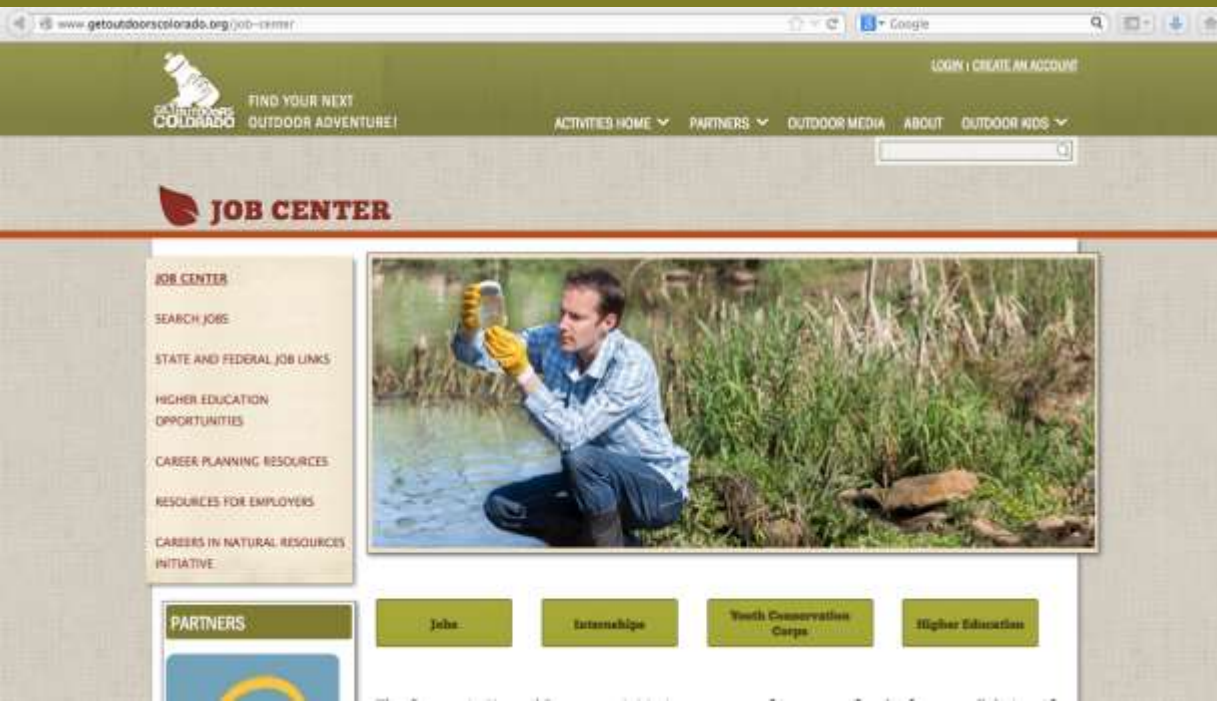 www.getoutdoorscolorado.org/job-center
Google
LOGIN | CREATE AN ACCOUNT
GET OUTDOORS
COLORADO
FIND YOUR NEXT
OUTDOOR ADVENTURE!
ACTIVITIES HOME PARTNERS OUTDOOR MEDIA ABOUT OUTDOOR KIDS
JOB CENTER
JOB CENTER
SEARCH JOBS
STATE AND FEDERAL JOB LINKS
HIGHER EDUCATION
OPPORTUNITIES
CAREER PLANNING RESOURCES
RESOURCES FOR EMPLOYERS
CAREERS IN NATURAL RESOURCES
INITIATIVE
PARTNERS
Jobs
Internships
Youth Conservation
Corps
Higher Education